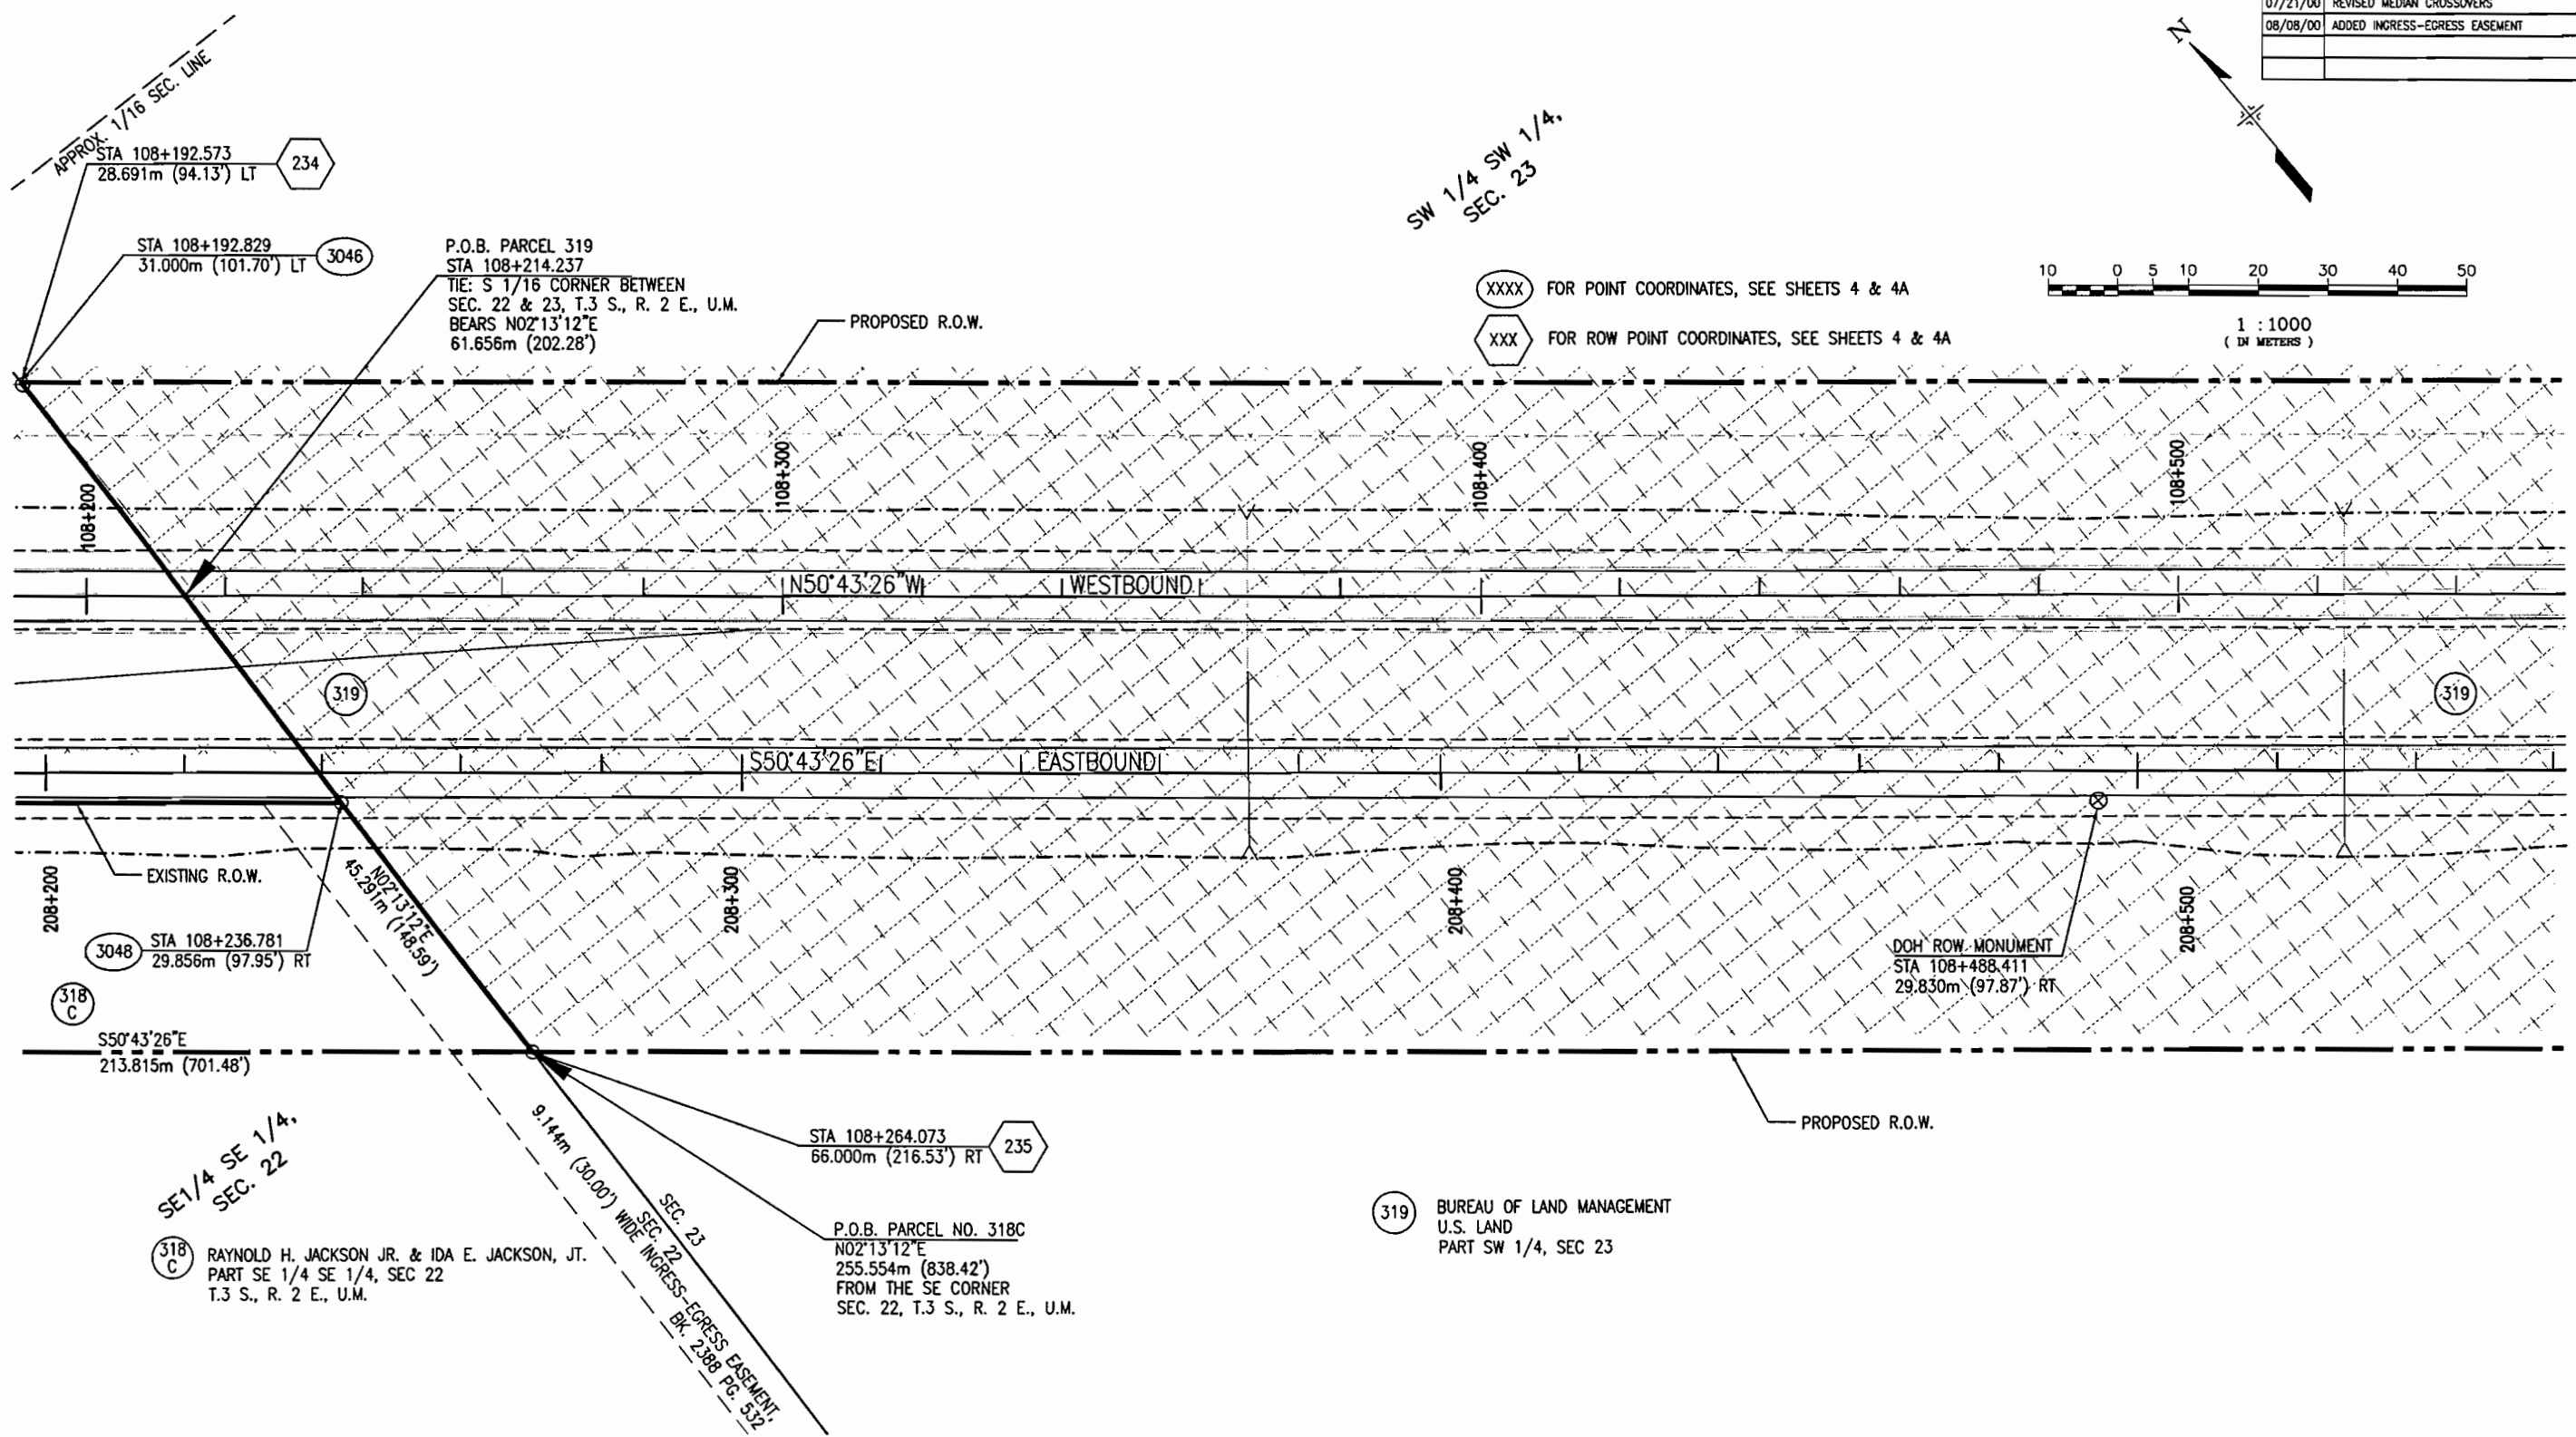 07/21/00 REVISED MEDIAN CROSSOVERS
08/08/00 ADDED INGRESS-EGRESS EASEMENT
N
APPROX. 1/16 SEC. LINE
STA 108+192.573
28.691m (94.13') LT
234
STA 108+192.829
31.000m (101.70') LT
3046
P.O.B. PARCEL 319
STA 108+214.237
TIE: S 1/16 CORNER BETWEEN
SEC. 22 & 23, T.3 S., R. 2 E., U.M.
BEARS N02°13'12"E
61.656m (202.28')
PROPOSED R.O.W.
SW 1/4 SW 1/4,
SEC. 23
XXXX FOR POINT COORDINATES, SEE SHEETS 4 & 4A
XXX FOR ROW POINT COORDINATES, SEE SHEETS 4 & 4A
10 0 5 10 20 30 40 50
1 :1000
( IN METERS )
108+200
108+300
108+400
108+500
N50°43'26"W WESTBOUND
319
319
S50°43'26"E EASTBOUND
EXISTING R.O.W.
208+200
208+300
208+400
208+500
N02°13'12"E
45.291m (148.59')
3048
STA 108+236.781
29.856m (97.95') RT
DOH ROW MONUMENT
STA 108+488.411
29.830m (97.87') RT
318
C
S50°43'26"E
213.815m (701.48')
PROPOSED R.O.W.
STA 108+264.073
66.000m (216.53') RT
235
SE1/4 SE 1/4,
SEC. 22
SEC. 23
SEC. 22
9.144m (30.00') WIDE INGRESS-EGRESS EASEMENT,
BK. 2388 PG. 532
P.O.B. PARCEL NO. 318C
N02°13'12"E
255.554m (838.42')
FROM THE SE CORNER
SEC. 22, T.3 S., R. 2 E., U.M.
319
BUREAU OF LAND MANAGEMENT
U.S. LAND
PART SW 1/4, SEC 23
318
C
RAYNOLD H. JACKSON JR. & IDA E. JACKSON, JT.
PART SE 1/4 SE 1/4, SEC 22
T.3 S., R. 2 E., U.M.